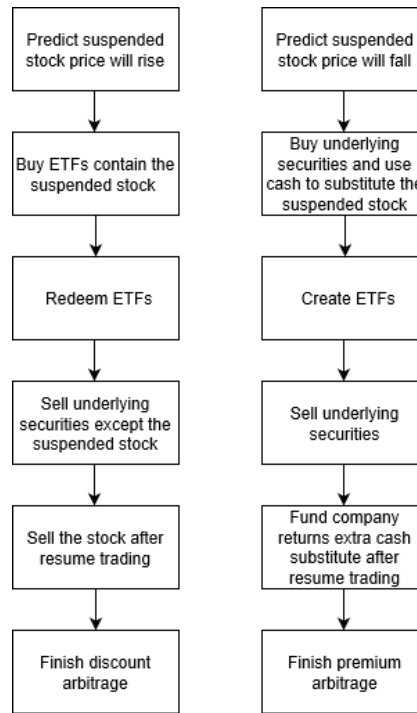 Predict suspended
stock price will rise
Buy ETFs contain the
suspended stock
Redeem ETFs
Sell underlying
securities except the
suspended stock
Sell the stock after
resume trading
Finish discount
arbitrage
Predict suspended
stock price will fall
Buy underlying
securities and use
cash to substitute the
suspended stock
Create ETFs
Sell underlying
securities
Fund company
returns extra cash
substitute after
resume trading
Finish premium
arbitrage